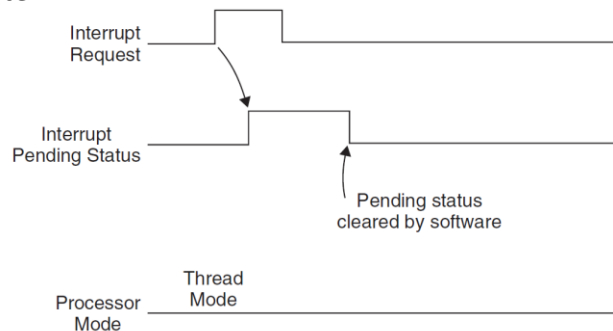 Interrupt
Request
Interrupt
Pending Status
Pending status
cleared by software
Thread
Mode
Processor
Mode